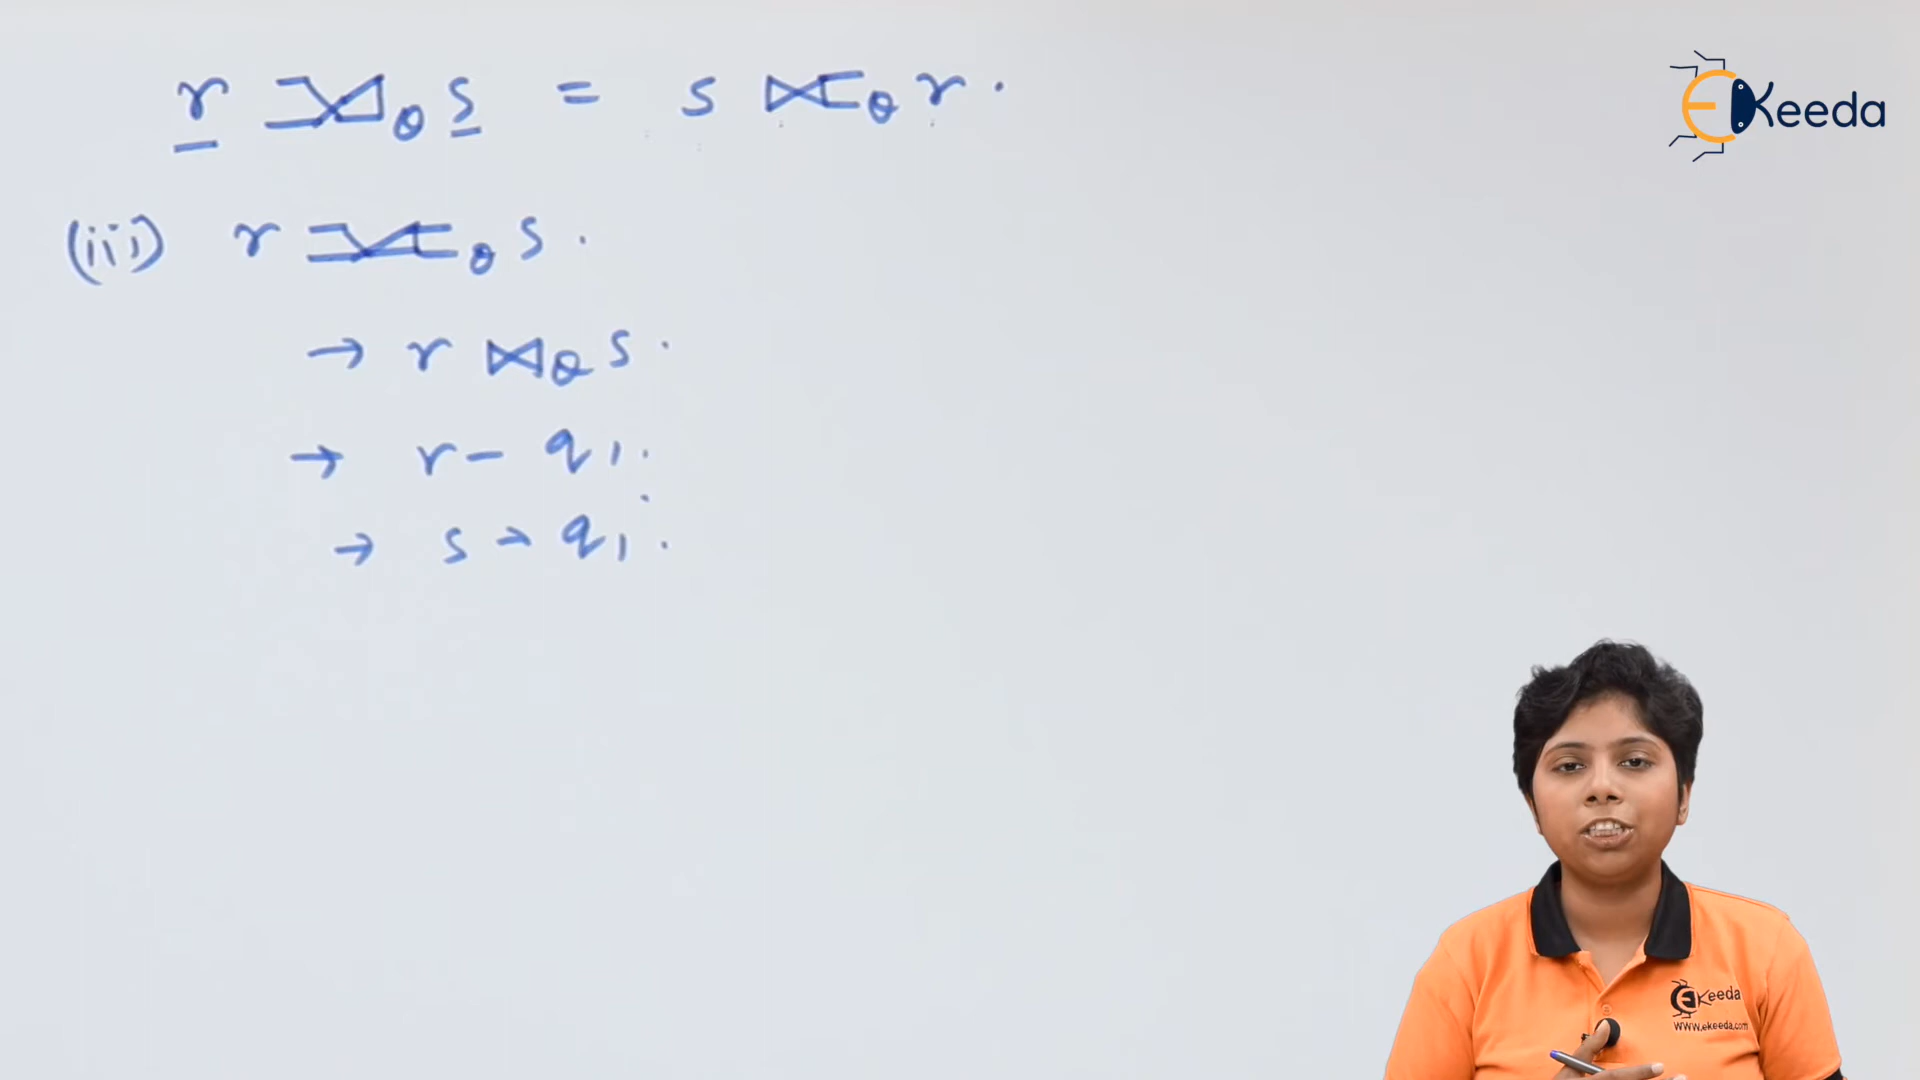 r ⟕θ s = s ⟖θ r.
(iii) r ⟗θ s.
→ r ⋈θ s.
→ r - q1.
→ s - q1.
EKeeda
EKeeda
www.ekeeda.com